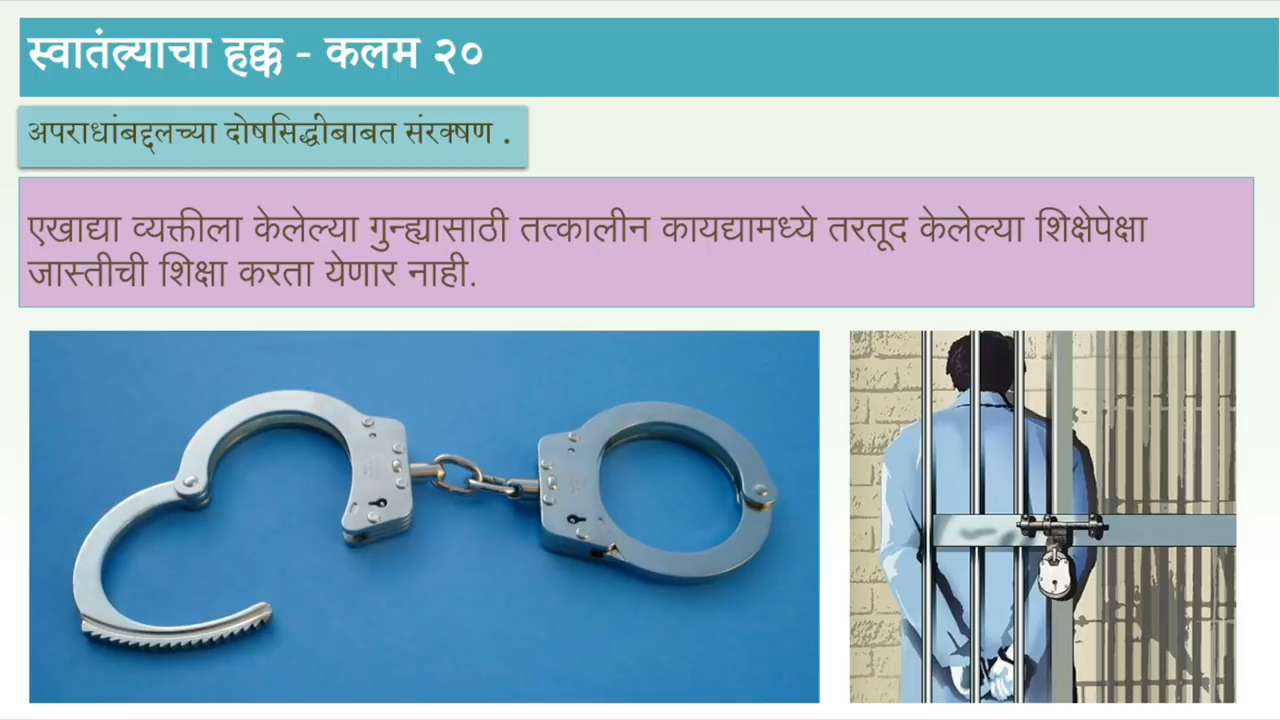 स्वातंत्र्याचा हक्क - कलम २०
अपराधांबद्दलच्या दोषसिद्धीबाबत संरक्षण .
एखाद्या व्यक्तीला केलेल्या गुन्ह्यासाठी तत्कालीन कायद्यामध्ये तरतूद केलेल्या शिक्षेपेक्षा
जास्तीची शिक्षा करता येणार नाही.